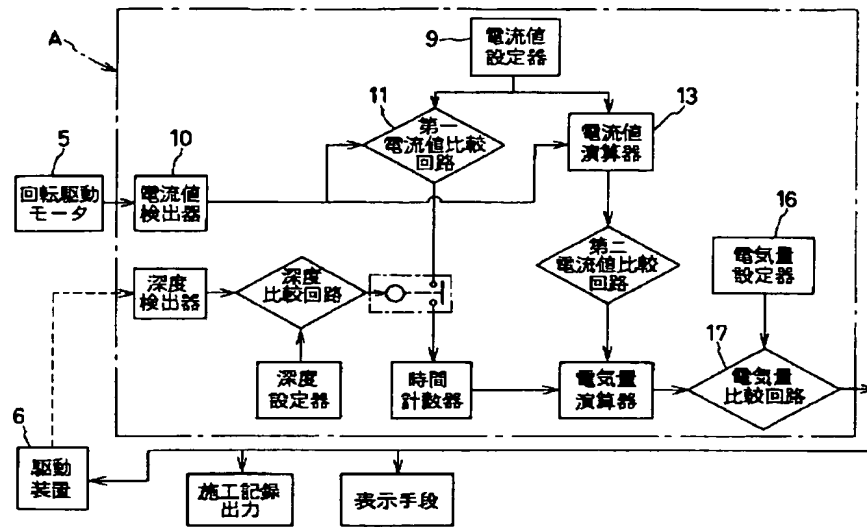 A
9
電流値
設定器
11
第一
電流値比較
回路
13
電流値
演算器
5
回転駆動
モータ
10
電流値
検出器
第二
電流値比較
回路
16
電気量
設定器
深度
検出器
深度
比較回路
深度
設定器
時間
計数器
電気量
演算器
17
電気量
比較回路
6
駆動
装置
施工記録
出力
表示手段